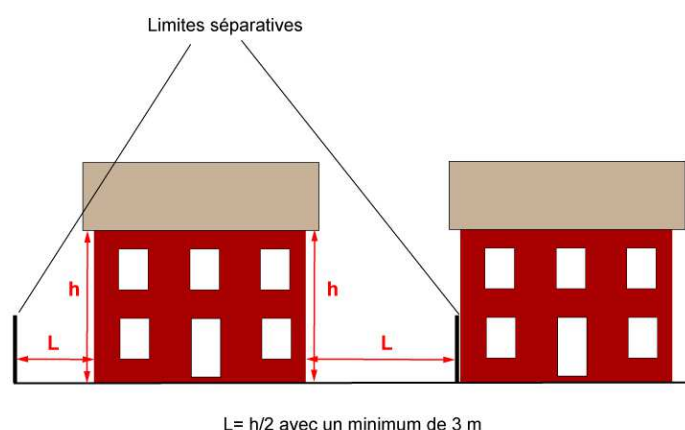 Limites séparatives
h
h
L
L
L= h/2 avec un minimum de 3 m